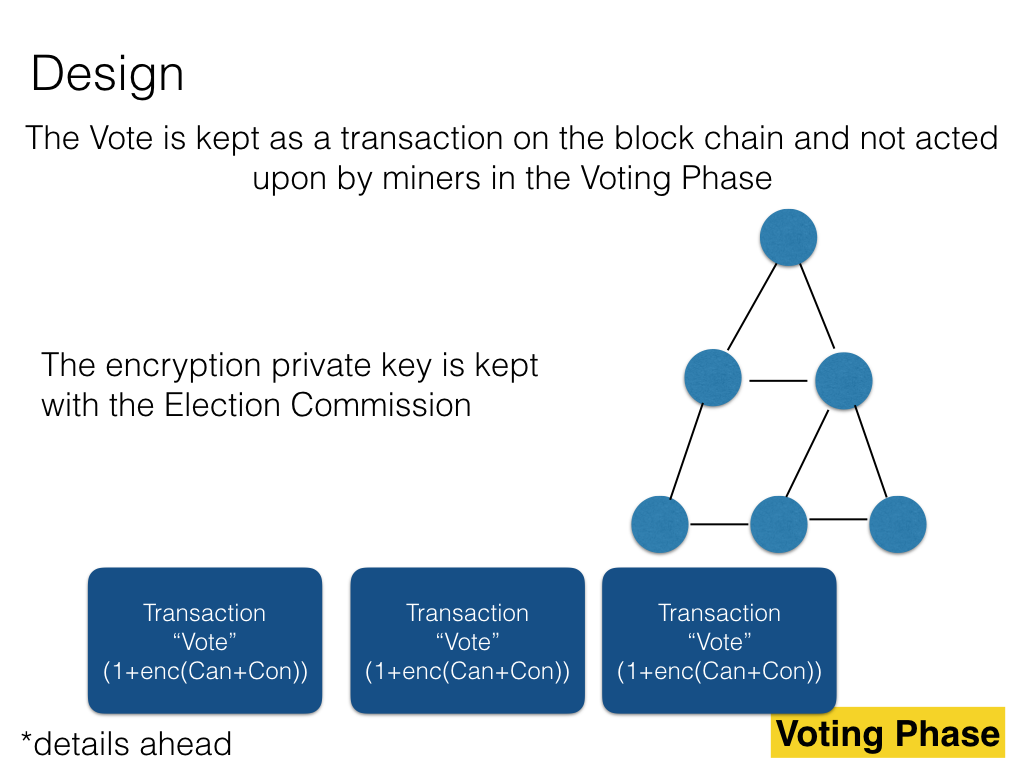 Design
The Vote is kept as a transaction on the block chain and not acted
upon by miners in the Voting Phase
The encryption private key is kept
with the Election Commission
Transaction
“Vote”
(1+enc(Can+Con))
Transaction
“Vote”
(1+enc(Can+Con))
Transaction
“Vote”
(1+enc(Can+Con))
*details ahead
Voting Phase